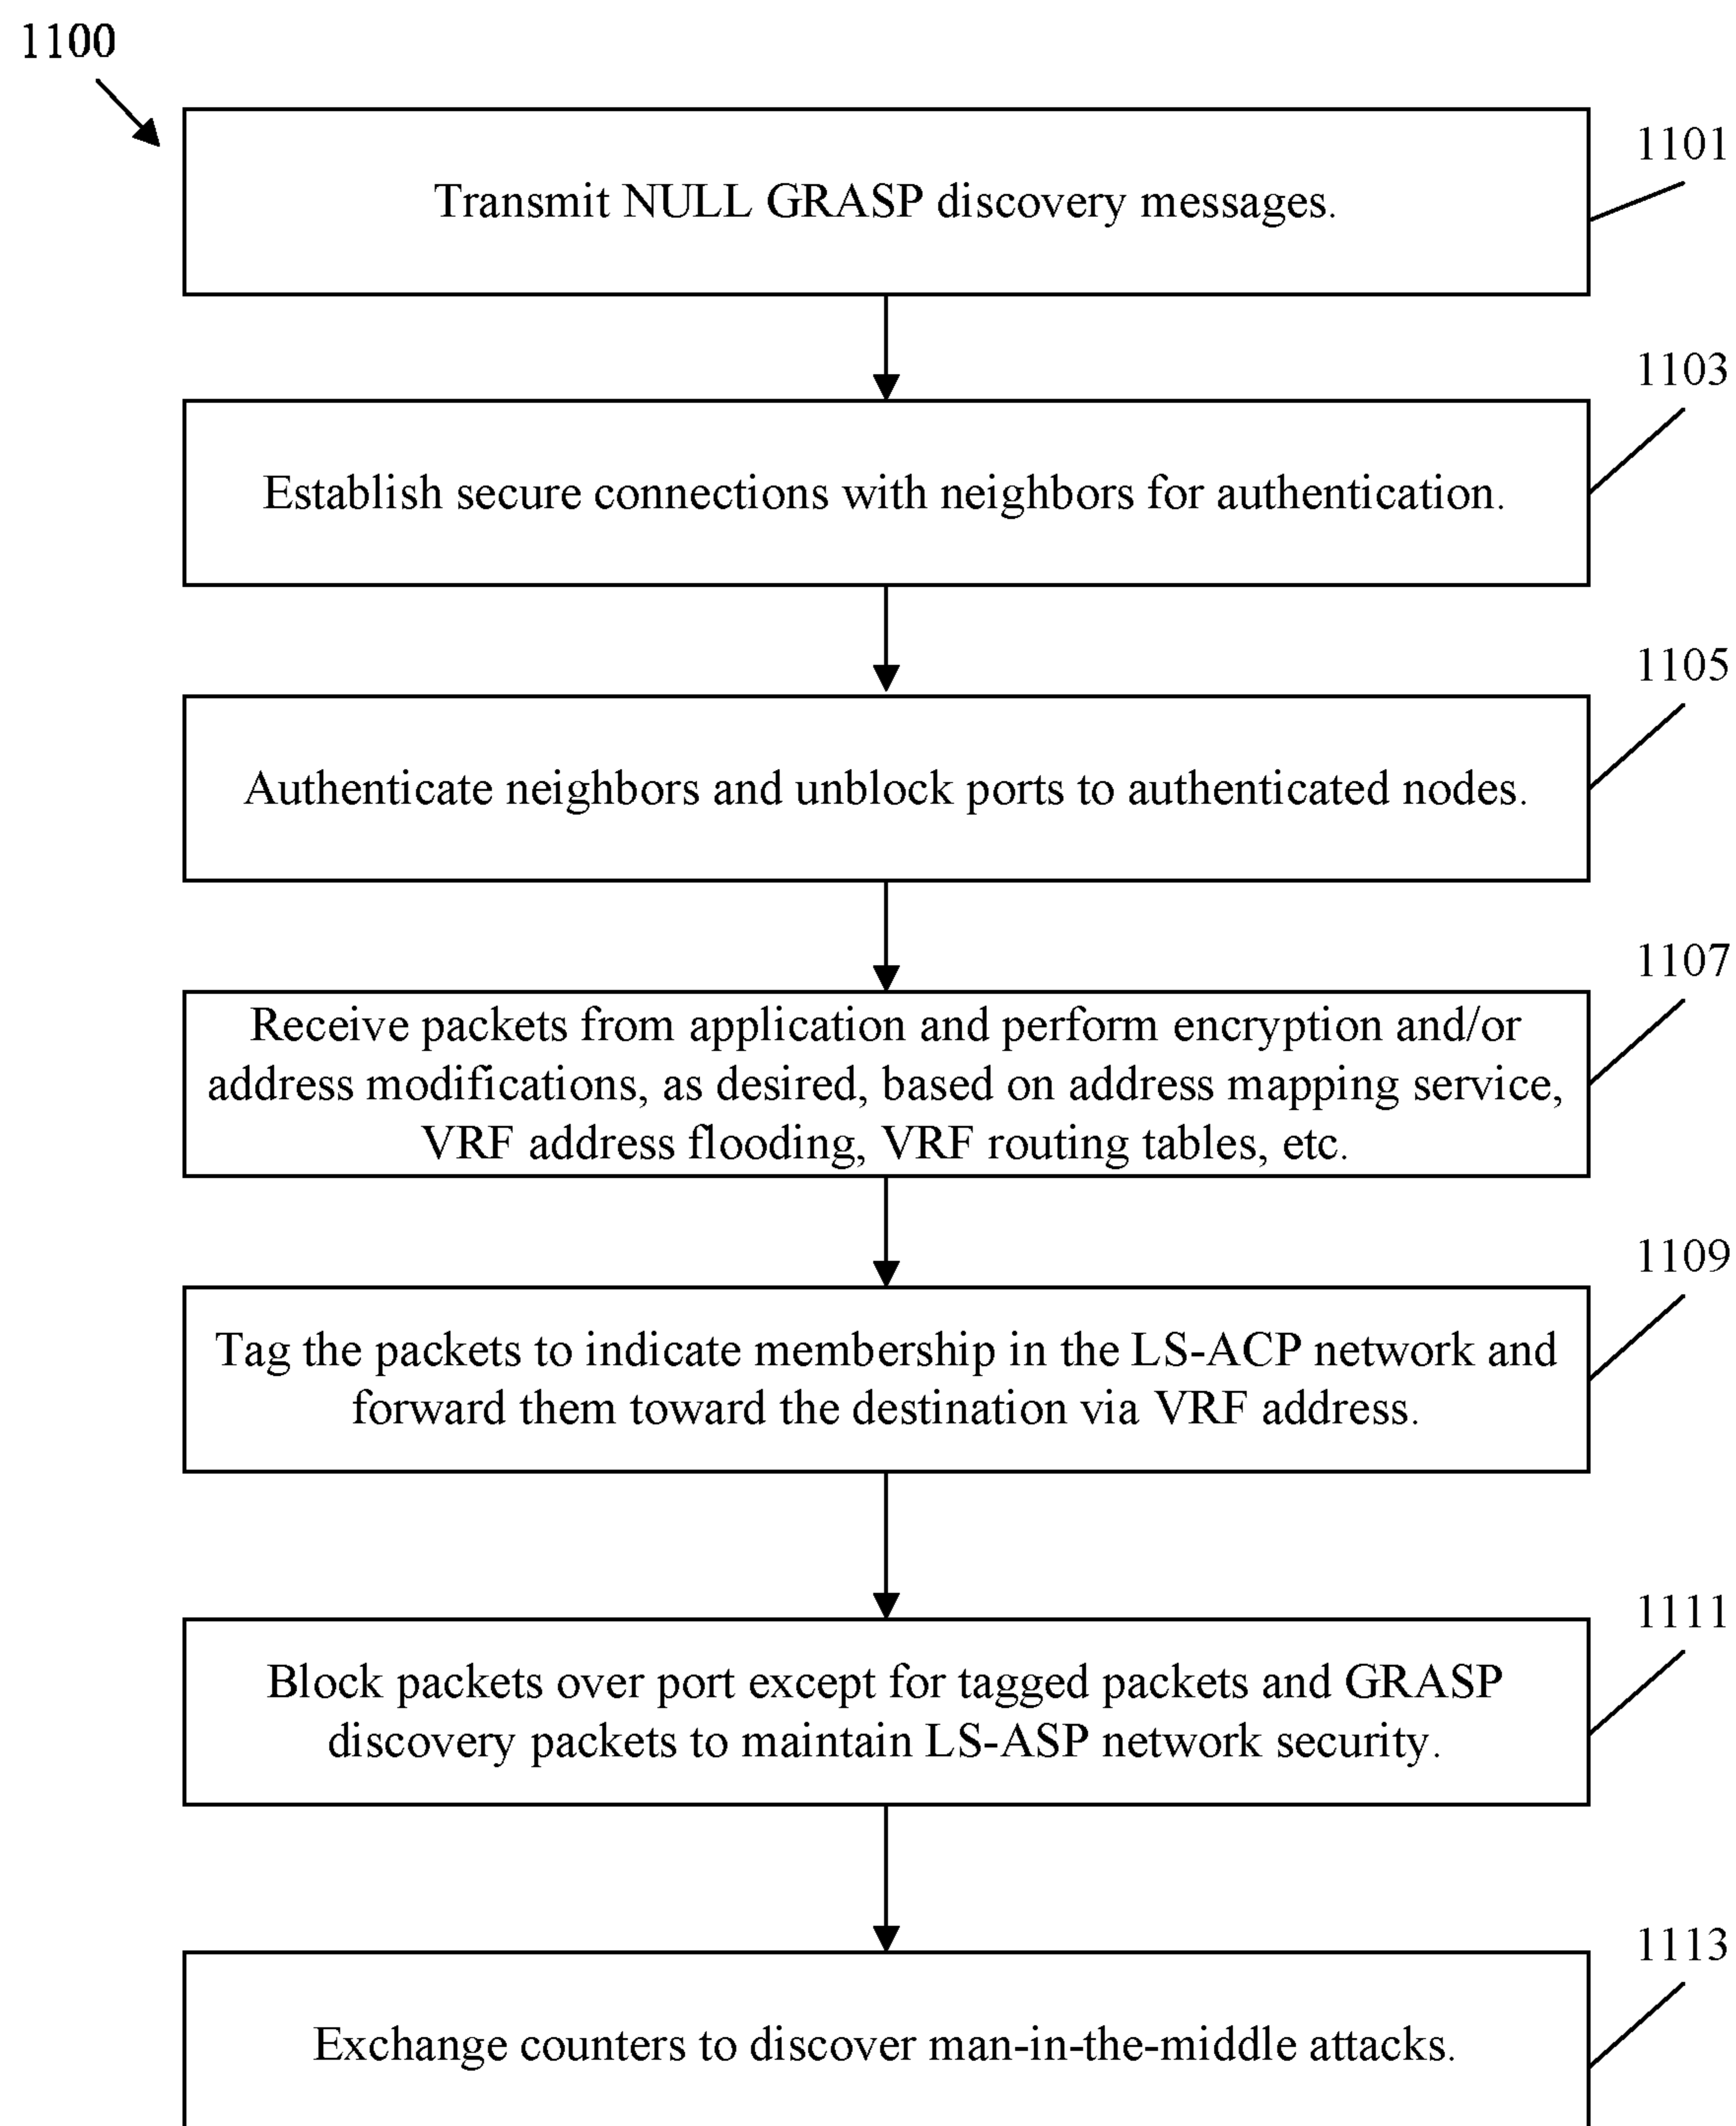 1100
1101
Transmit NULL GRASP discovery messages.
1103
Establish secure connections with neighbors for authentication.
1105
Authenticate neighbors and unblock ports to authenticated nodes.
1107
Receive packets from application and perform encryption and/or
address modifications, as desired, based on address mapping service,
VRF address flooding, VRF routing tables, etc.
1109
Tag the packets to indicate membership in the LS-ACP network and
forward them toward the destination via VRF address.
1111
Block packets over port except for tagged packets and GRASP
discovery packets to maintain LS-ASP network security.
1113
Exchange counters to discover man-in-the-middle attacks.